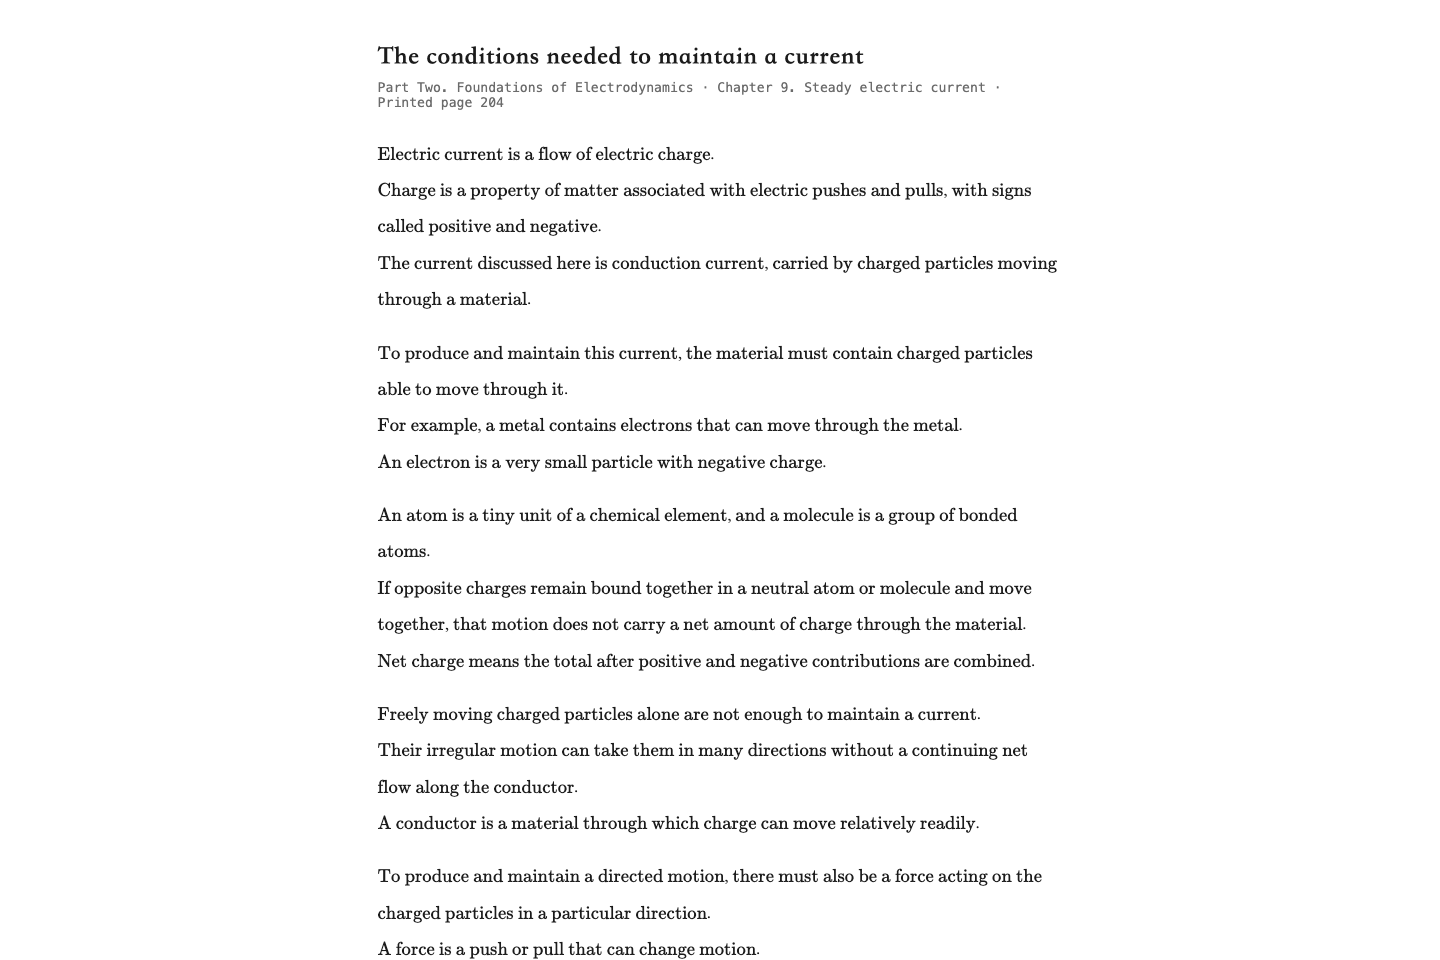 The conditions needed to maintain a current
Part Two. Foundations of Electrodynamics · Chapter 9. Steady electric current ·
Printed page 204
Electric current is a flow of electric charge.
Charge is a property of matter associated with electric pushes and pulls, with signs
called positive and negative.
The current discussed here is conduction current, carried by charged particles moving
through a material.
To produce and maintain this current, the material must contain charged particles
able to move through it.
For example, a metal contains electrons that can move through the metal.
An electron is a very small particle with negative charge.
An atom is a tiny unit of a chemical element, and a molecule is a group of bonded
atoms.
If opposite charges remain bound together in a neutral atom or molecule and move
together, that motion does not carry a net amount of charge through the material.
Net charge means the total after positive and negative contributions are combined.
Freely moving charged particles alone are not enough to maintain a current.
Their irregular motion can take them in many directions without a continuing net
flow along the conductor.
A conductor is a material through which charge can move relatively readily.
To produce and maintain a directed motion, there must also be a force acting on the
charged particles in a particular direction.
A force is a push or pull that can change motion.